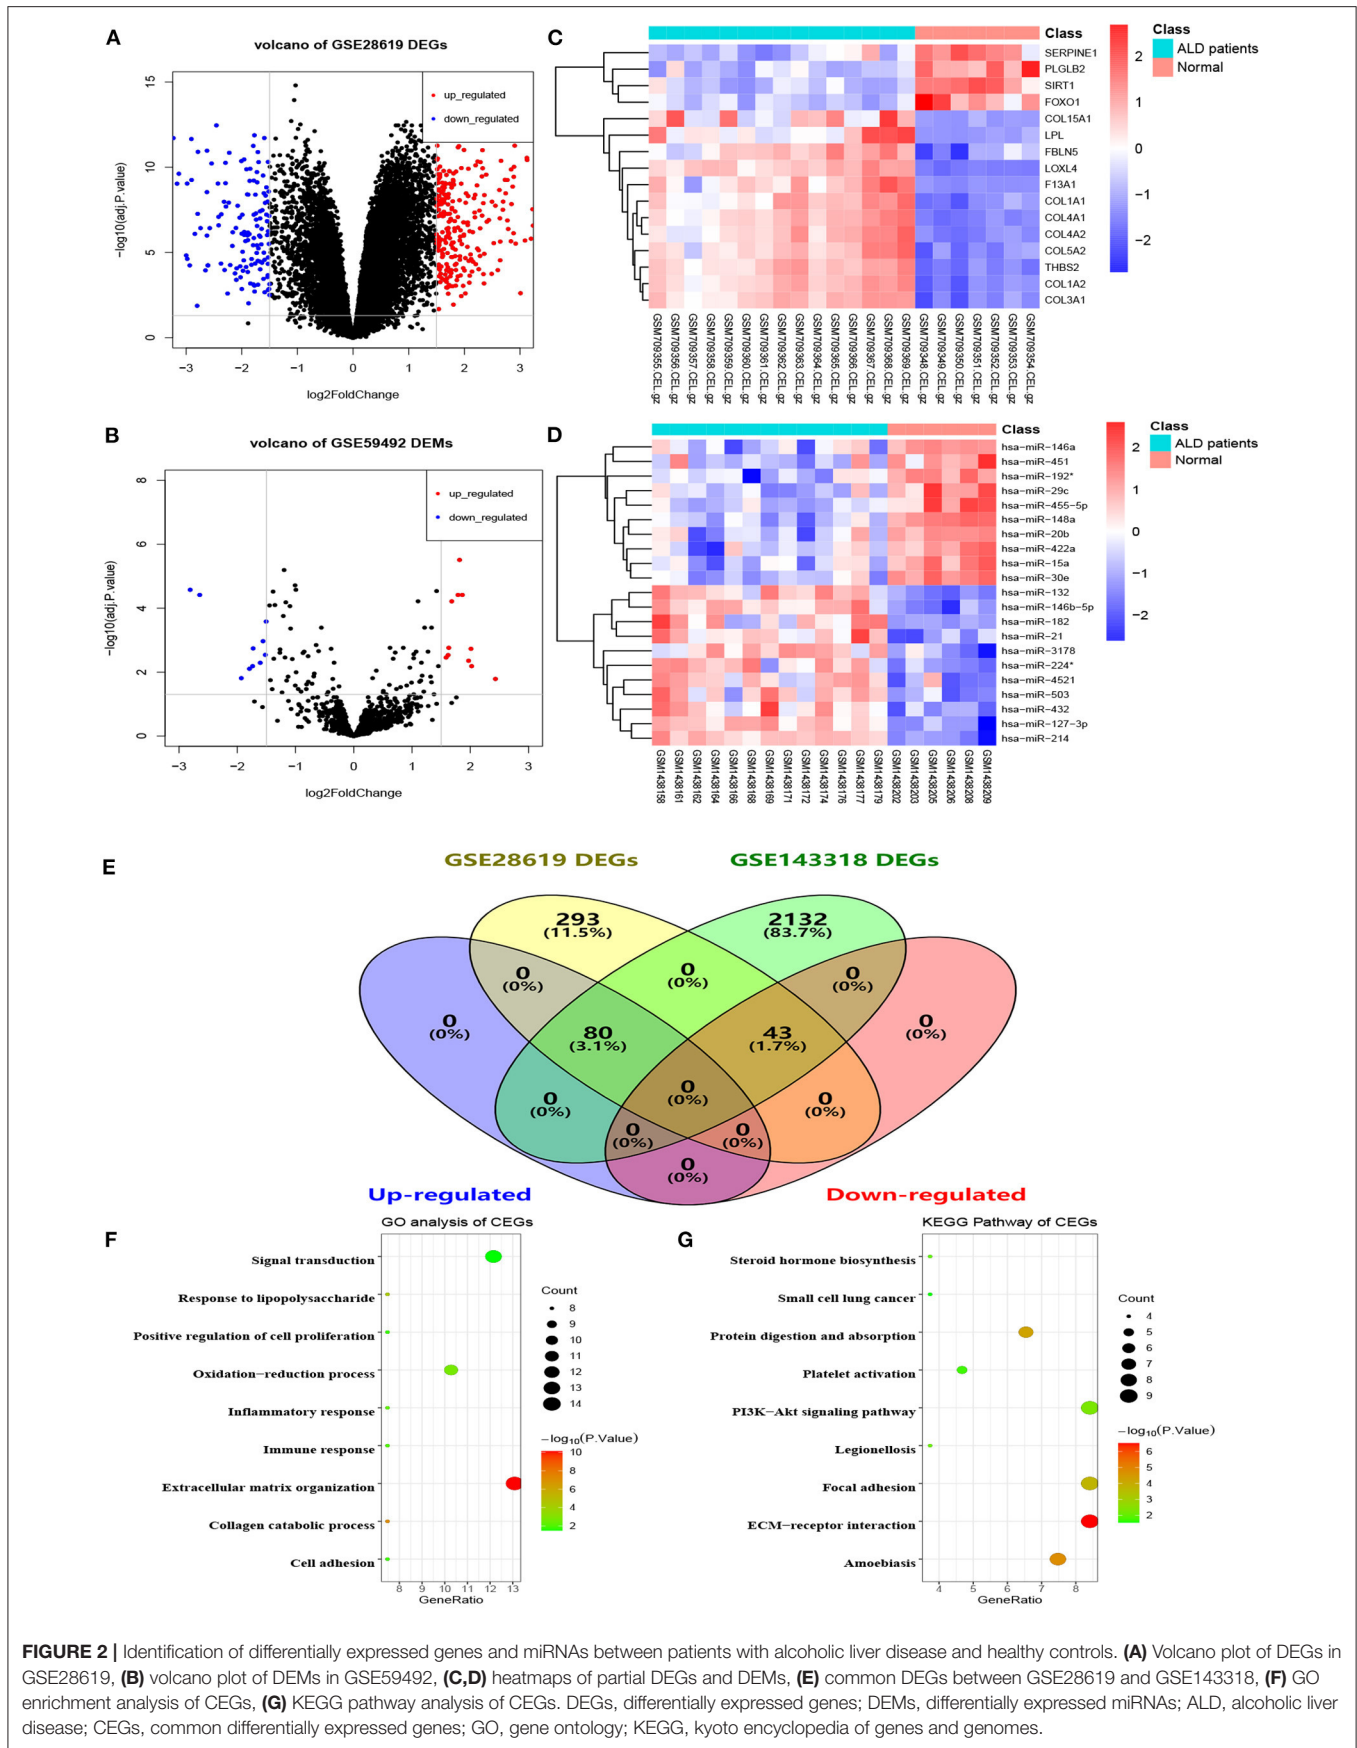 A
volcano of GSE28619 DEGs
up_regulated
down_regulated
−log10(adj.P.value)
15
10
5
0
−3 −2 −1 0 1 2 3
log2FoldChange
C
Class
ALD patients
Normal
2
1
0
−1
−2
SERPINE1
PLGLB2
SIRT1
FOXO1
COL15A1
LPL
FBLN5
LOXL4
F13A1
COL1A1
COL4A1
COL4A2
COL5A2
THBS2
COL1A2
COL3A1
GSM709355.CEL.gz
GSM709356.CEL.gz
GSM709357.CEL.gz
GSM709358.CEL.gz
GSM709359.CEL.gz
GSM709360.CEL.gz
GSM709361.CEL.gz
GSM709362.CEL.gz
GSM709363.CEL.gz
GSM709364.CEL.gz
GSM709365.CEL.gz
GSM709366.CEL.gz
GSM709367.CEL.gz
GSM709368.CEL.gz
GSM709369.CEL.gz
GSM709348.CEL.gz
GSM709349.CEL.gz
GSM709350.CEL.gz
GSM709351.CEL.gz
GSM709352.CEL.gz
GSM709353.CEL.gz
GSM709354.CEL.gz
B
volcano of GSE59492 DEMs
up_regulated
down_regulated
−log10(adj.P.value)
8
6
4
2
0
−3 −2 −1 0 1 2 3
log2FoldChange
D
Class
ALD patients
Normal
2
1
0
−1
−2
hsa−miR−146a
hsa−miR−451
hsa−miR−192*
hsa−miR−29c
hsa−miR−455−5p
hsa−miR−148a
hsa−miR−20b
hsa−miR−422a
hsa−miR−15a
hsa−miR−30e
hsa−miR−132
hsa−miR−146b−5p
hsa−miR−182
hsa−miR−21
hsa−miR−3178
hsa−miR−224*
hsa−miR−4521
hsa−miR−503
hsa−miR−432
hsa−miR−127−3p
hsa−miR−214
GSM1438158
GSM1438161
GSM1438162
GSM1438164
GSM1438166
GSM1438168
GSM1438169
GSM1438171
GSM1438172
GSM1438174
GSM1438176
GSM1438177
GSM1438179
GSM1438202
GSM1438203
GSM1438205
GSM1438206
GSM1438208
GSM1438209
E
GSE28619 DEGs GSE143318 DEGs
293 2132
(11.5%) (83.7%)
0 0 0
(0%) (0%) (0%)
0 80 43 0
(0%) (3.1%) (1.7%) (0%)
0 0 0
(0%) (0%) (0%)
0 0
(0%) (0%)
0
(0%)
Up-regulated Down-regulated
F
GO analysis of CEGs
Signal transduction
Response to lipopolysaccharide
Positive regulation of cell proliferation
Oxidation−reduction process
Inflammatory response
Immune response
Extracellular matrix organization
Collagen catabolic process
Cell adhesion
8 9 10 11 12 13
GeneRatio
Count
8
9
10
11
12
13
14
−log10(P.Value)
10
8
6
4
2
G
KEGG Pathway of CEGs
Steroid hormone biosynthesis
Small cell lung cancer
Protein digestion and absorption
Platelet activation
PI3K−Akt signaling pathway
Legionellosis
Focal adhesion
ECM−receptor interaction
Amoebiasis
4 5 6 7 8
GeneRatio
Count
4
5
6
7
8
9
−log10(P.Value)
6
5
4
3
2
FIGURE 2 | Identification of differentially expressed genes and miRNAs between patients with alcoholic liver disease and healthy controls. (A) Volcano plot of DEGs in
GSE28619, (B) volcano plot of DEMs in GSE59492, (C,D) heatmaps of partial DEGs and DEMs, (E) common DEGs between GSE28619 and GSE143318, (F) GO
enrichment analysis of CEGs, (G) KEGG pathway analysis of CEGs. DEGs, differentially expressed genes; DEMs, differentially expressed miRNAs; ALD, alcoholic liver
disease; CEGs, common differentially expressed genes; GO, gene ontology; KEGG, kyoto encyclopedia of genes and genomes.